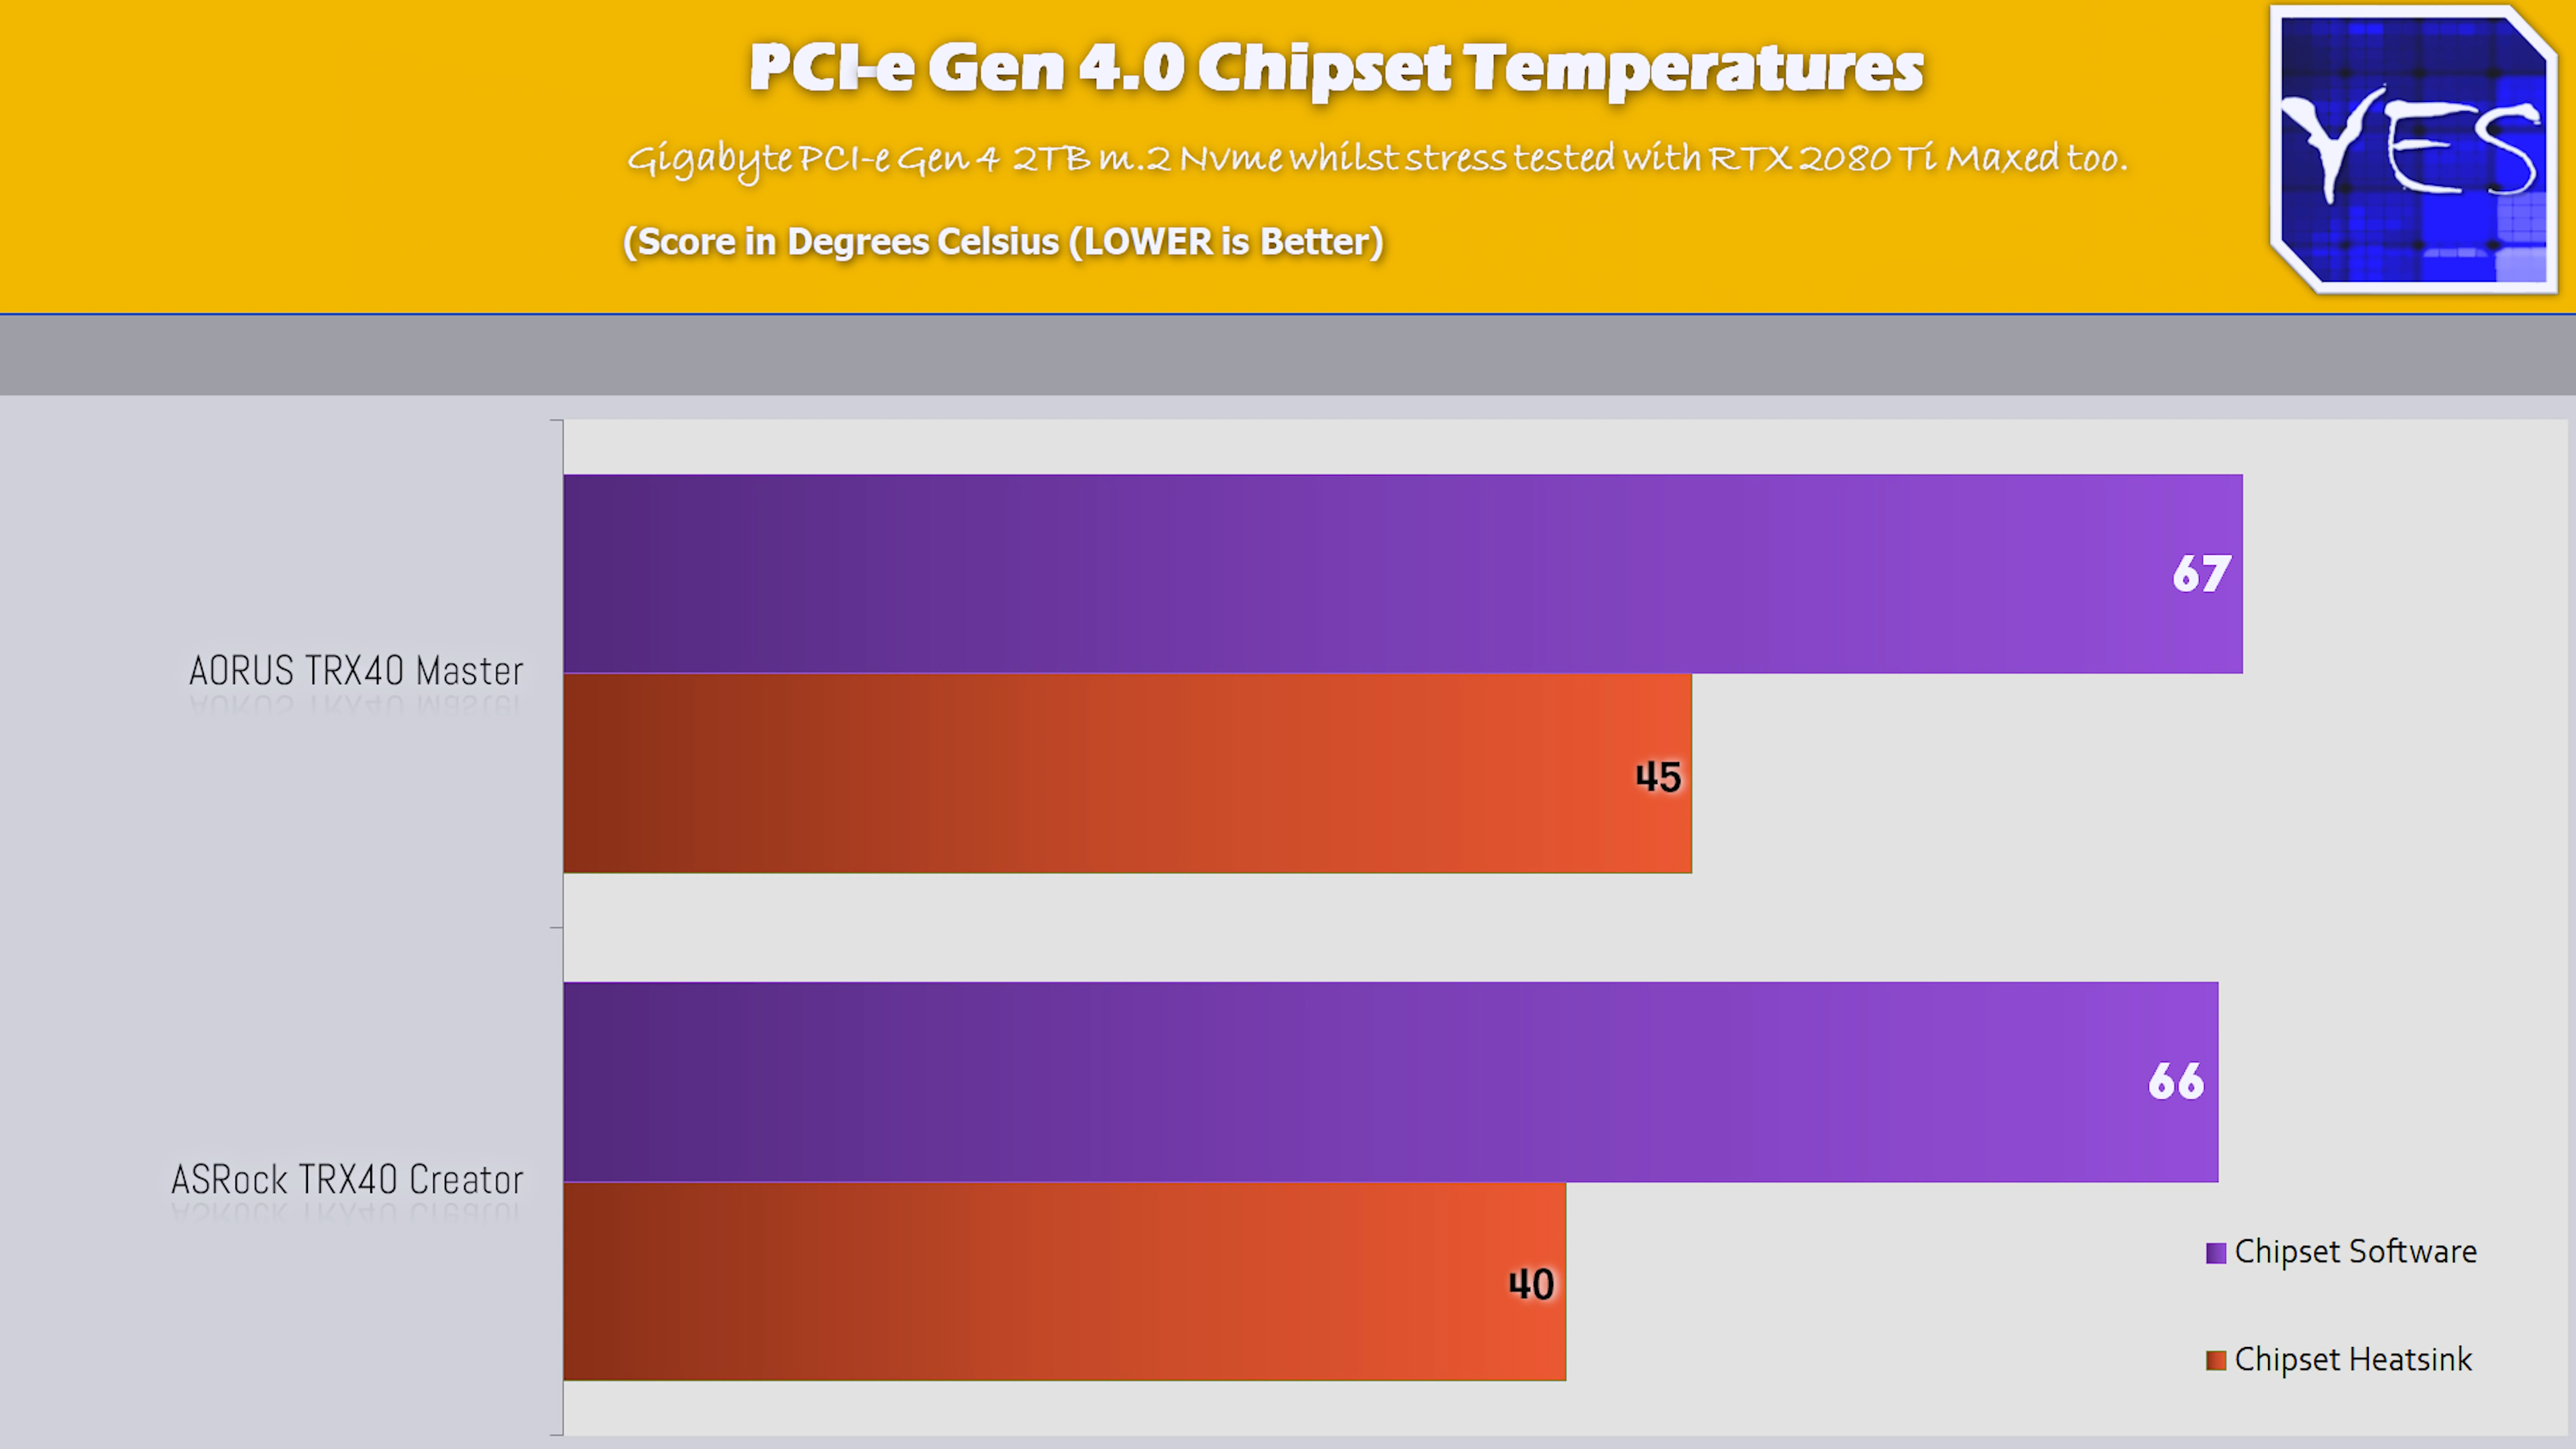 PCI-e Gen 4.0 Chipset Temperatures
Gigabyte PCI-e Gen 4 2TB m.2 Nvme whilst stress tested with RTX 2080 Ti Maxed too.
(Score in Degrees Celsius (LOWER is Better)
YES
67
AORUS TRX40 Master
45
66
ASRock TRX40 Creator
40
Chipset Software
Chipset Heatsink